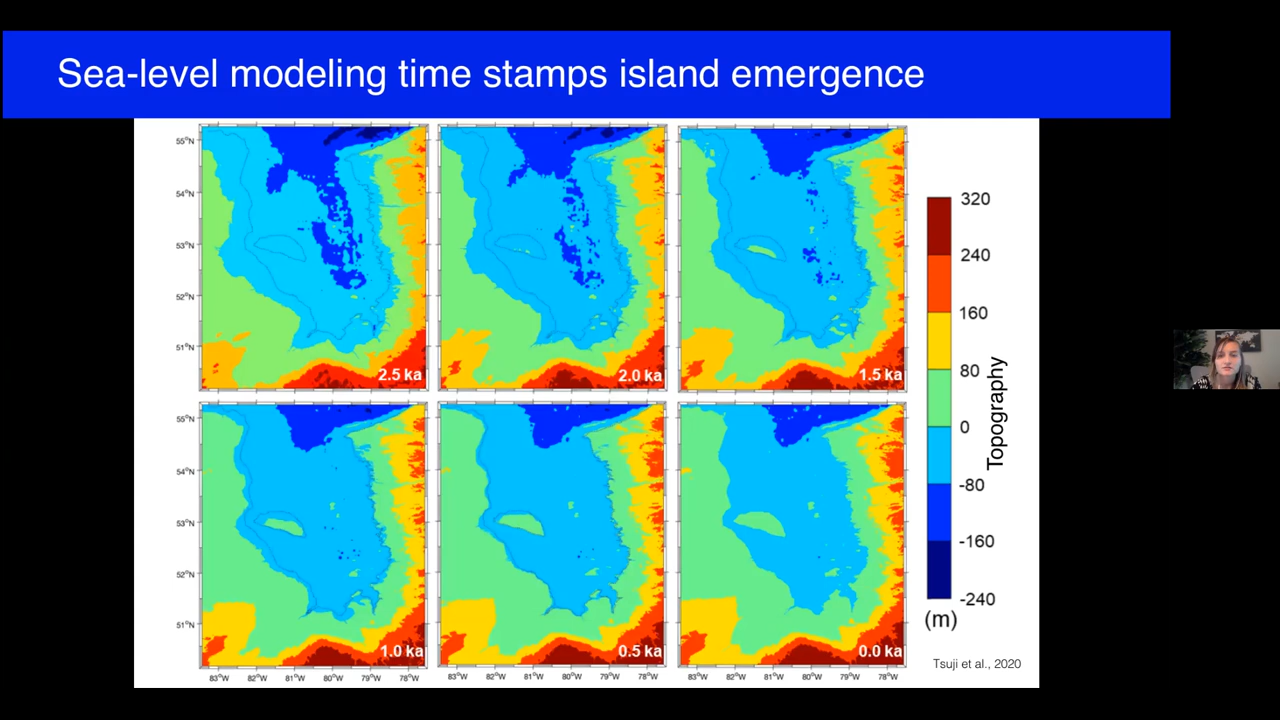 Sea-level modeling time stamps island emergence
55°N
54°N
53°N
52°N
51°N
2.5 ka
2.0 ka
1.5 ka
55°N
54°N
53°N
52°N
51°N
1.0 ka
0.5 ka
0.0 ka
83°W 82°W 81°W 80°W 79°W 78°W
83°W 82°W 81°W 80°W 79°W 78°W
83°W 82°W 81°W 80°W 79°W 78°W
320
240
160
80
0
-80
-160
-240
(m)
Topography
Tsuji et al., 2020